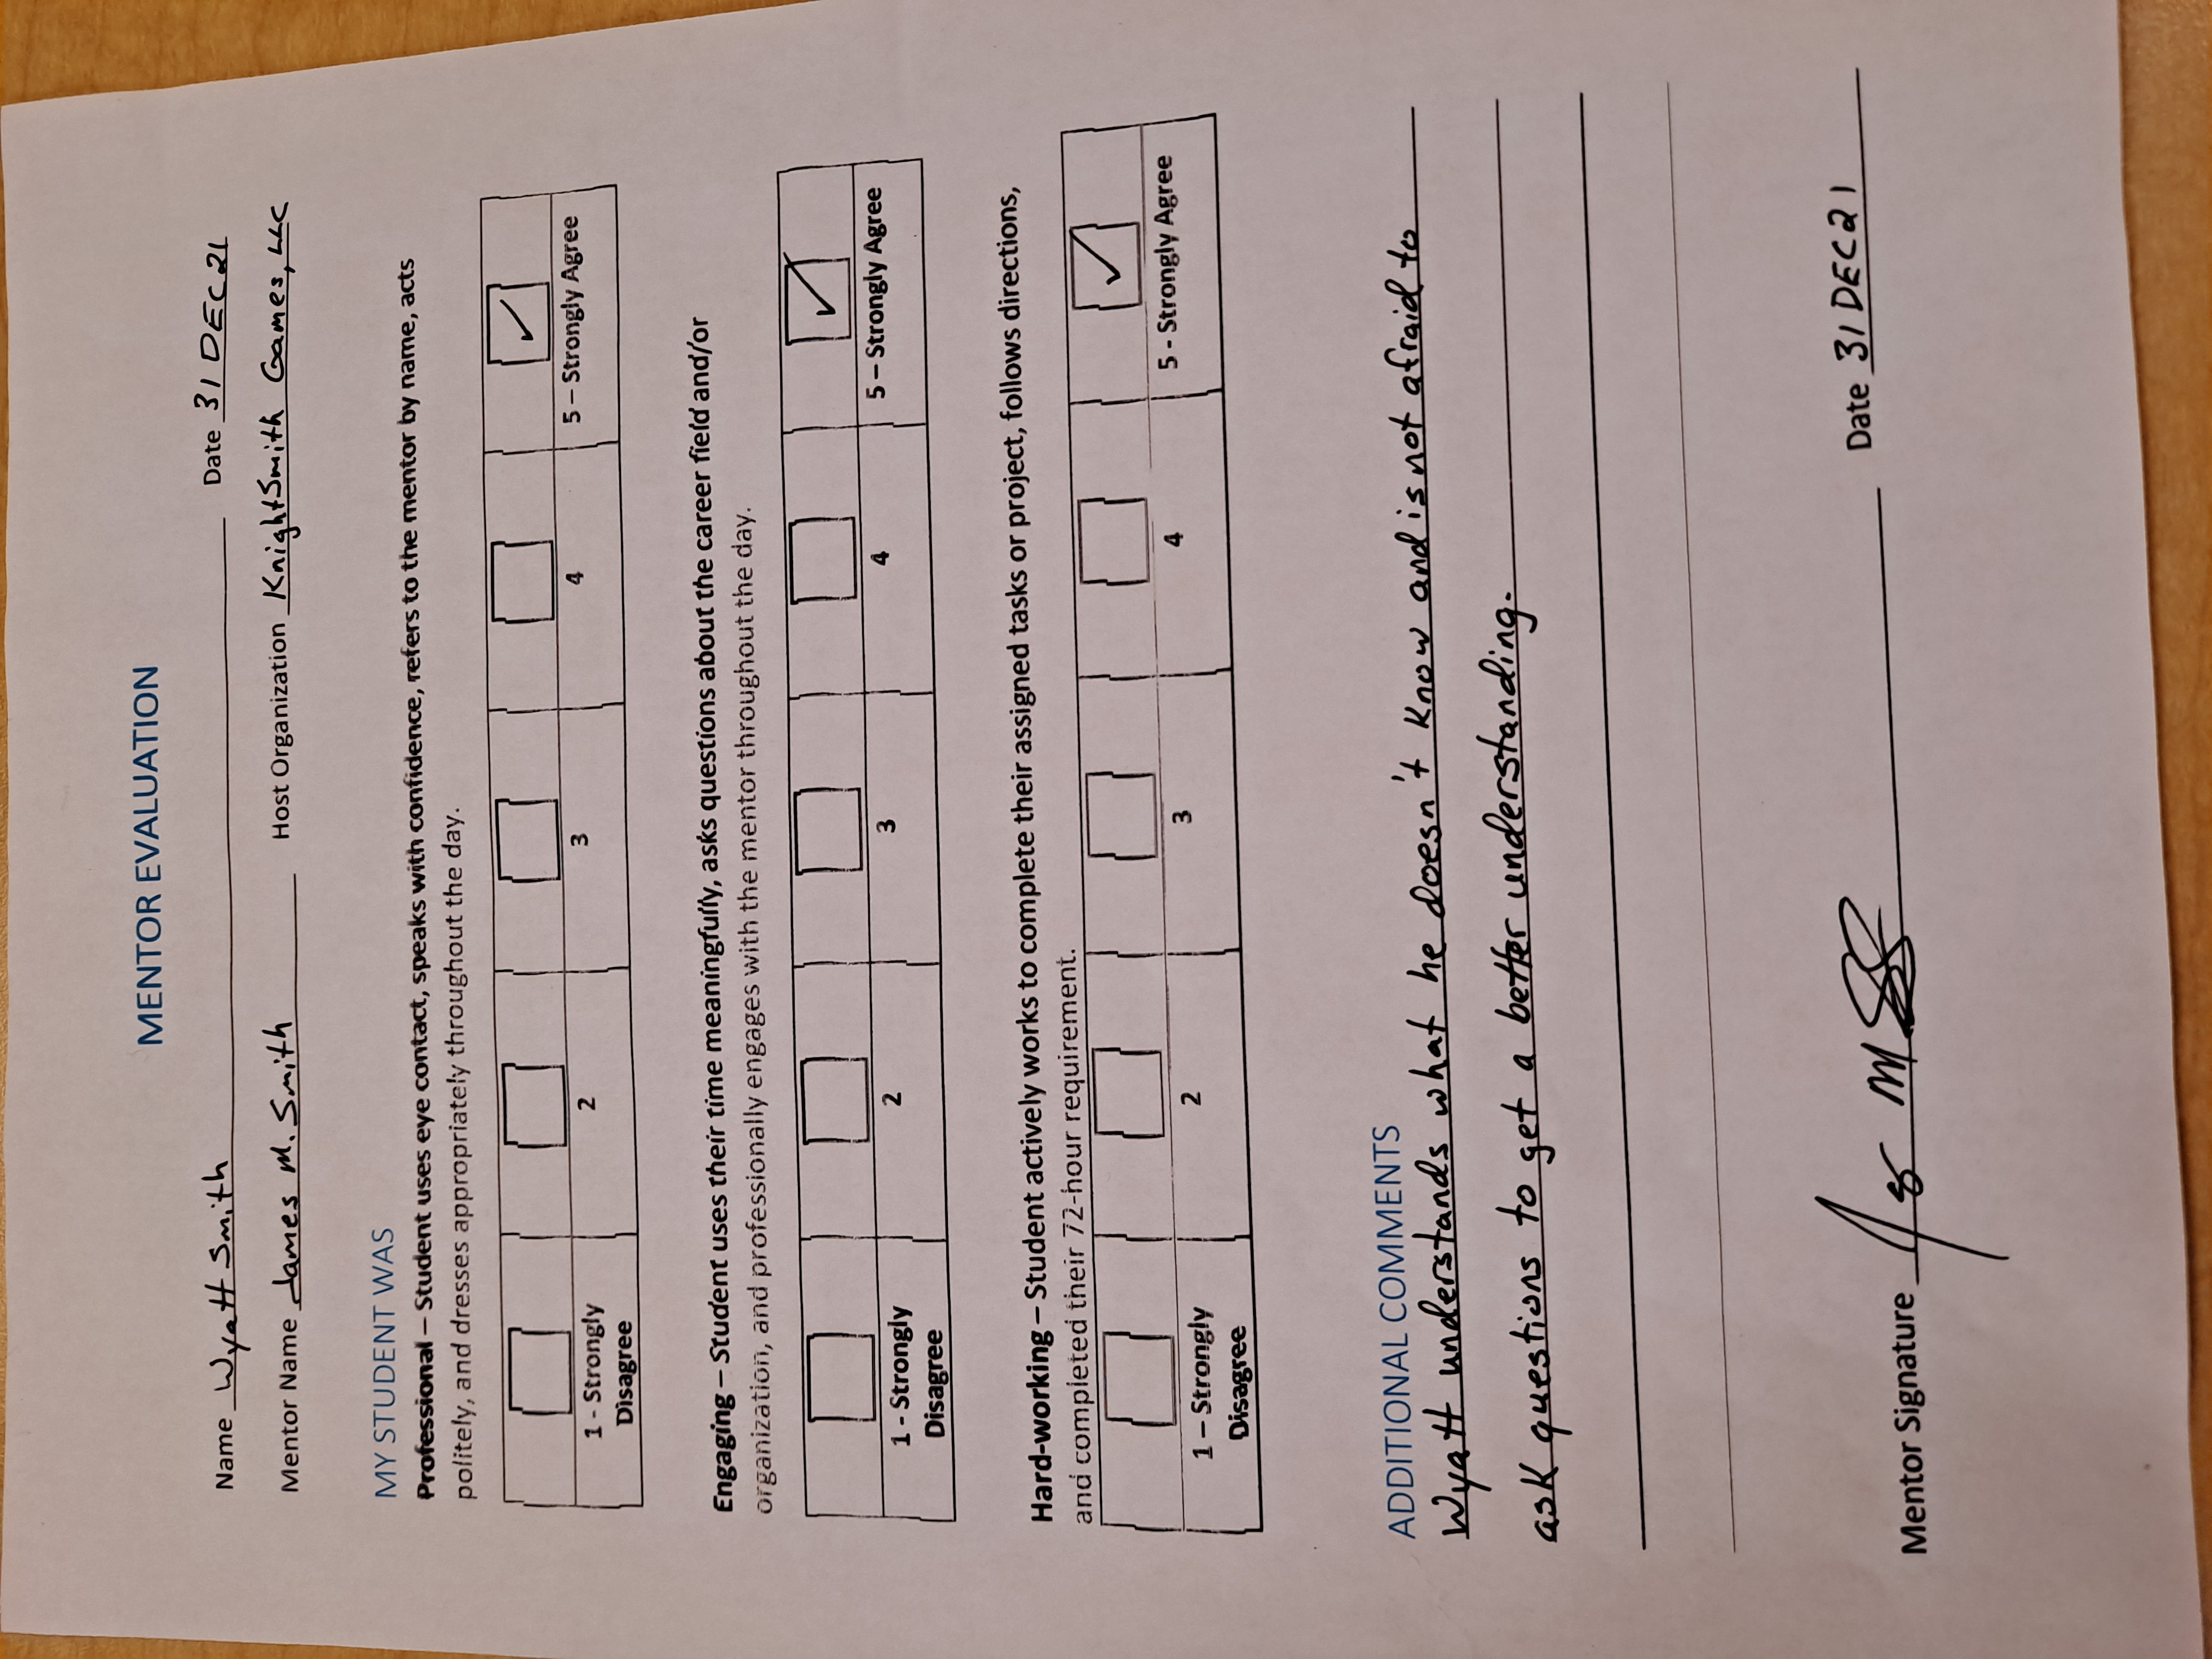 MENTOR EVALUATION
Name Wyatt Smith Date 31 DEC 21
Mentor Name James M. Smith Host Organization KnightSmith Games, LLC
MY STUDENT WAS
Professional – Student uses eye contact, speaks with confidence, refers to the mentor by name, acts
politely, and dresses appropriately throughout the day.
1 - Strongly Disagree 2 3 4 5 – Strongly Agree
Engaging – Student uses their time meaningfully, asks questions about the career field and/or
organization, and professionally engages with the mentor throughout the day.
1 - Strongly Disagree 2 3 4 5 – Strongly Agree
Hard-working – Student actively works to complete their assigned tasks or project, follows directions,
and completed their 72-hour requirement.
1 – Strongly Disagree 2 3 4 5 - Strongly Agree
ADDITIONAL COMMENTS
Wyatt understands what he doesn't know and is not afraid to
ask questions to get a better understanding.
Mentor Signature Date 31 DEC 21